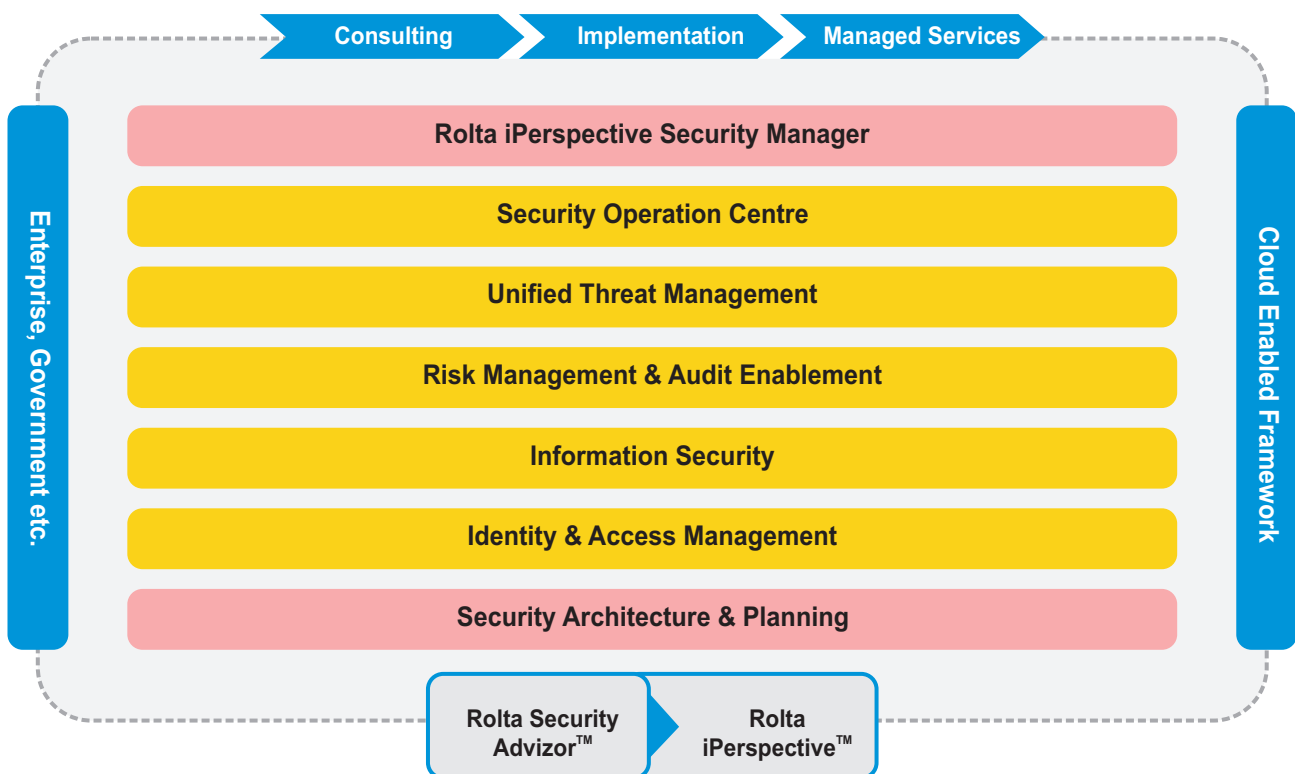 Consulting
Implementation
Managed Services
Enterprise, Government etc.
Rolta iPerspective Security Manager
Security Operation Centre
Unified Threat Management
Risk Management & Audit Enablement
Information Security
Identity & Access Management
Security Architecture & Planning
Cloud Enabled Framework
Rolta Security
Advizor™
Rolta
iPerspective™